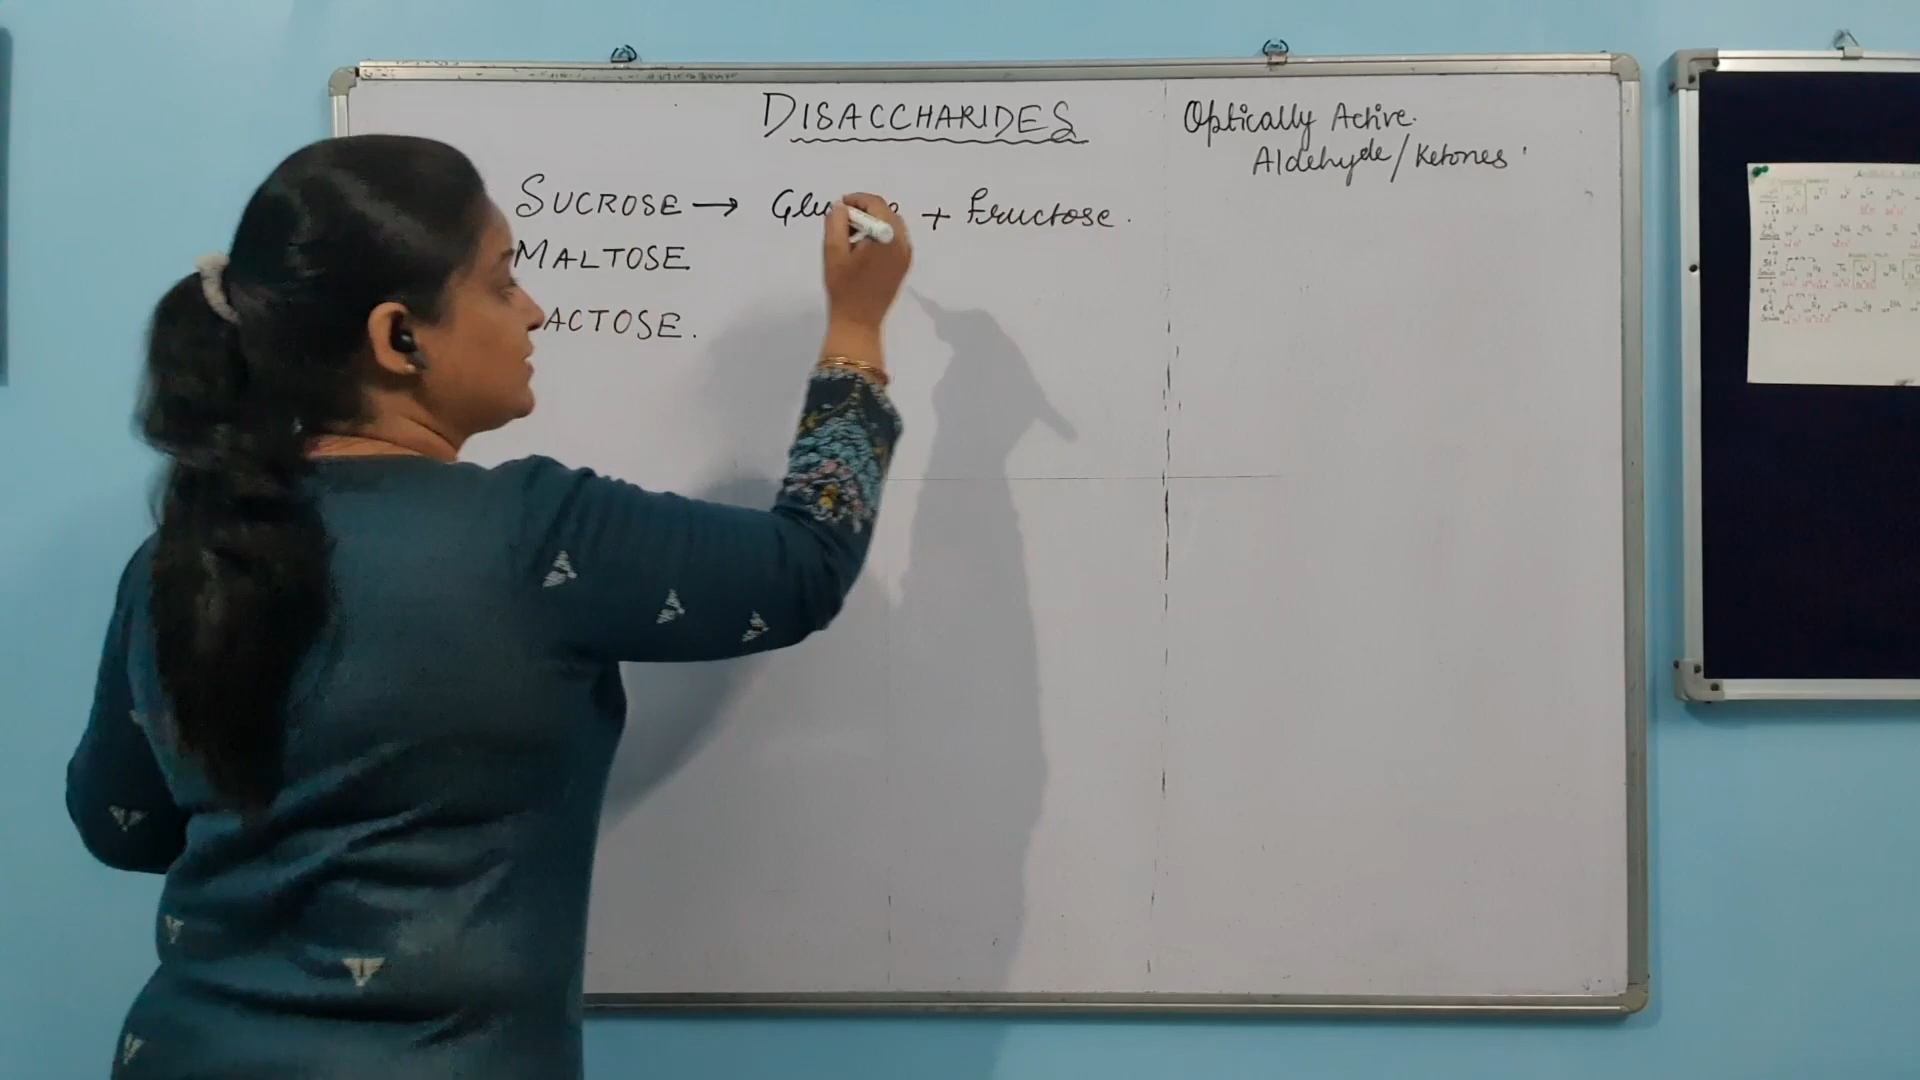 DISACCHARIDES
Optically Active.
Aldehyde/Ketones
SUCROSE → + Fructose.
MALTOSE
ACTOSE.